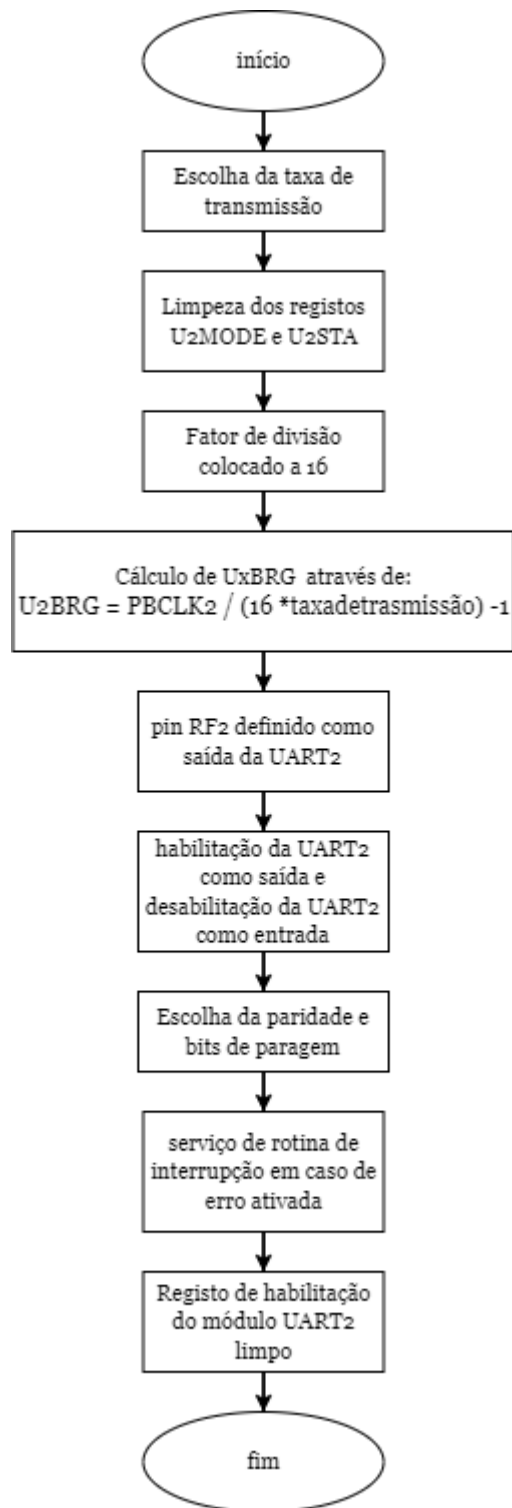 início
Escolha da taxa de
transmissão
Limpeza dos registos
U2MODE e U2STA
Fator de divisão
colocado a 16
Cálculo de UxBRG através de:
U2BRG = PBCLK2 / (16 *taxadetrasmissão) -1
pin RF2 definido como
saída da UART2
habilitação da UART2
como saída e
desabilitação da UART2
como entrada
Escolha da paridade e
bits de paragem
serviço de rotina de
interrupção em caso de
erro ativada
Registo de habilitação
do módulo UART2
limpo
fim